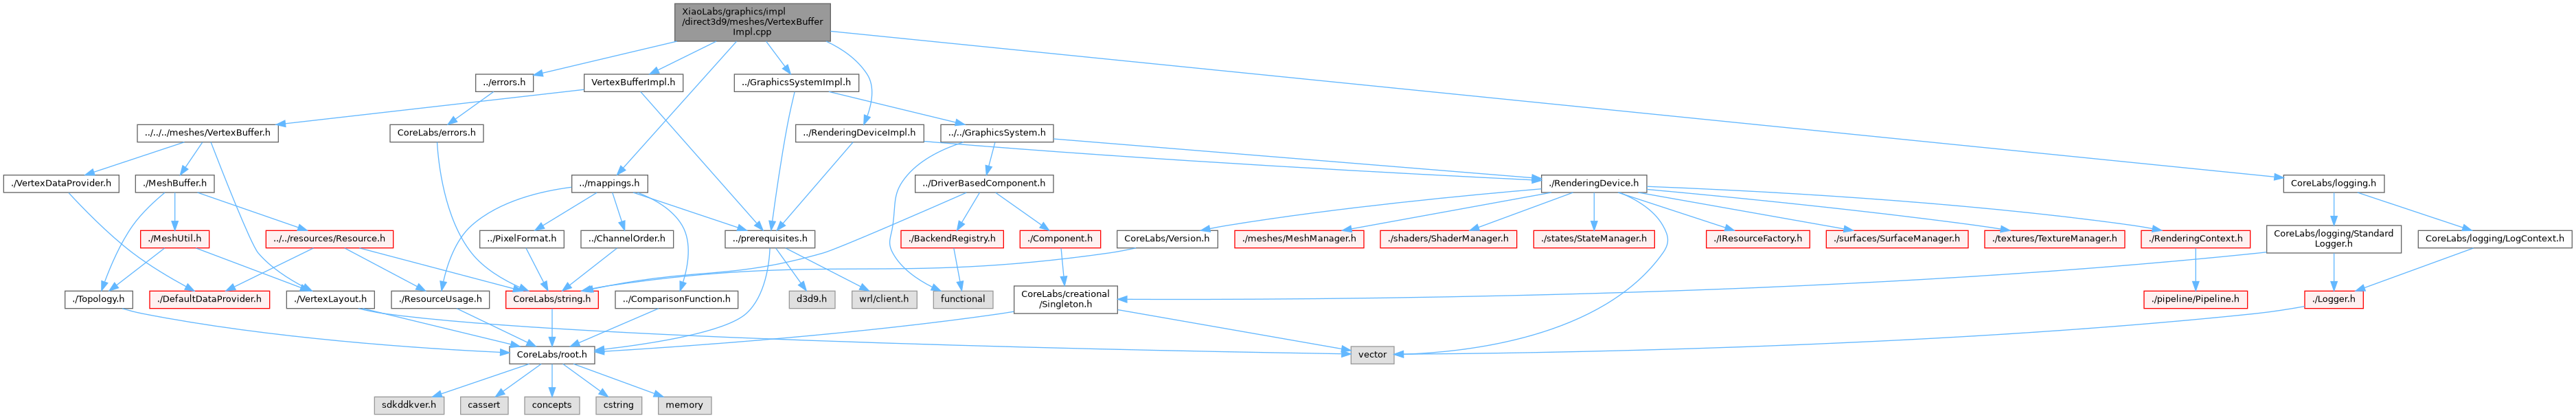 XiaoLabs/graphics/impl
/direct3d9/meshes/VertexBuffer
Impl.cpp
../errors.h
VertexBufferImpl.h
../GraphicsSystemImpl.h
../../../meshes/VertexBuffer.h
CoreLabs/errors.h
../RenderingDeviceImpl.h
../../GraphicsSystem.h
./VertexDataProvider.h
./MeshBuffer.h
../mappings.h
../DriverBasedComponent.h
./RenderingDevice.h
CoreLabs/logging.h
./MeshUtil.h
../../resources/Resource.h
../PixelFormat.h
../ChannelOrder.h
../prerequisites.h
./BackendRegistry.h
./Component.h
CoreLabs/Version.h
./meshes/MeshManager.h
./shaders/ShaderManager.h
./states/StateManager.h
./IResourceFactory.h
./surfaces/SurfaceManager.h
./textures/TextureManager.h
./RenderingContext.h
CoreLabs/logging/Standard
Logger.h
CoreLabs/logging/LogContext.h
./Topology.h
./DefaultDataProvider.h
./VertexLayout.h
./ResourceUsage.h
CoreLabs/string.h
../ComparisonFunction.h
d3d9.h
wrl/client.h
functional
CoreLabs/creational
/Singleton.h
./pipeline/Pipeline.h
./Logger.h
CoreLabs/root.h
vector
sdkddkver.h
cassert
concepts
cstring
memory